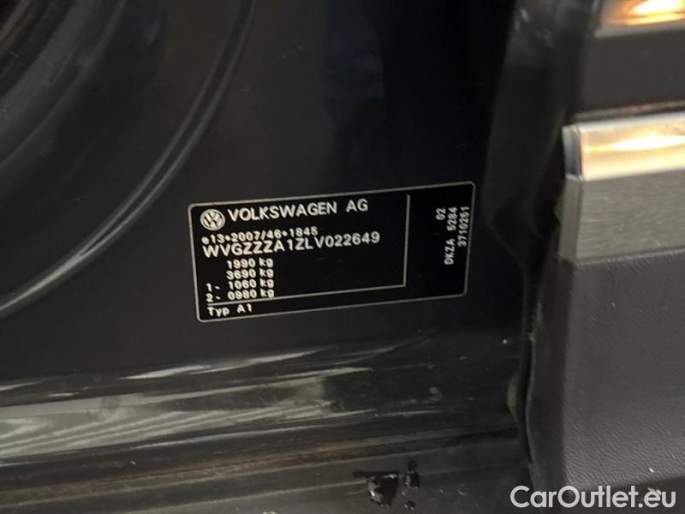 VOLKSWAGEN AG
e13*2007/46*1845
WVGZZZA1ZLV022649
1990 kg
3690 kg
1- 1060 kg
2- 0980 kg
Typ A1
02
DKZA 5284
3710251
CarOutlet.eu